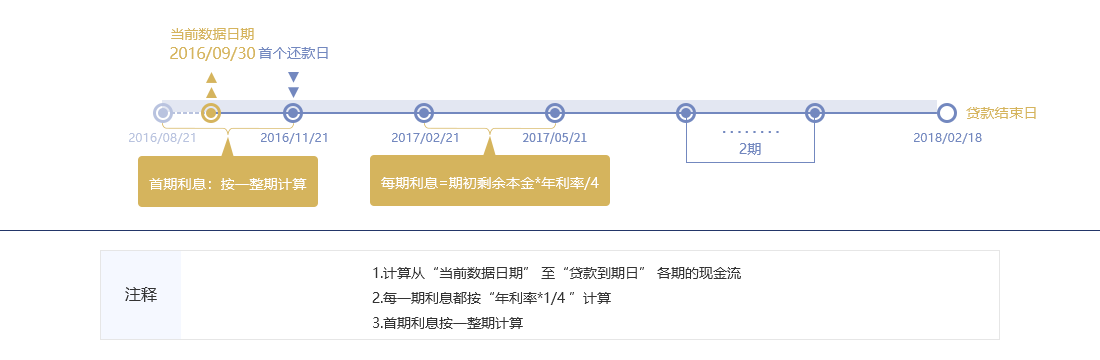 当前数据日期
2016/09/30 首个还款日
贷款结束日
2016/08/21 2016/11/21 2017/02/21 2017/05/21 2018/02/18
........
2期
首期利息：按一整期计算
每期利息=期初剩余本金*年利率/4
注释
1.计算从“当前数据日期” 至“贷款到期日” 各期的现金流
2.每一期利息都按“年利率*1/4 ”计算
3.首期利息按一整期计算